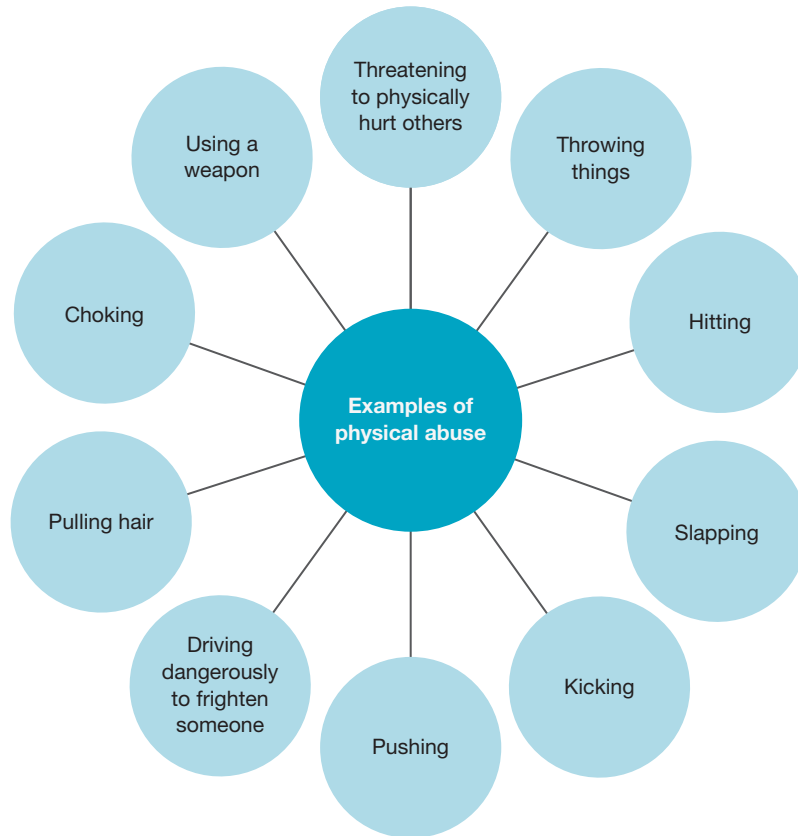 Examples of
physical abuse
Threatening
to physically
hurt others
Throwing
things
Hitting
Slapping
Kicking
Pushing
Driving
dangerously
to frighten
someone
Pulling hair
Choking
Using a
weapon